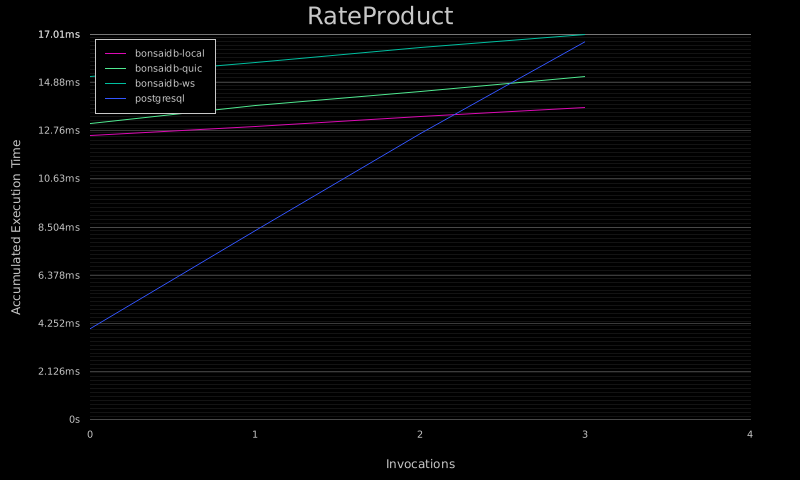 RateProduct
17.01ms
bonsaidb-local
bonsaidb-quic
bonsaidb-ws
postgresql
14.88ms
12.76ms
10.63ms
8.504ms
6.378ms
4.252ms
2.126ms
0s
Accumulated Execution Time
0 1 2 3 4
Invocations